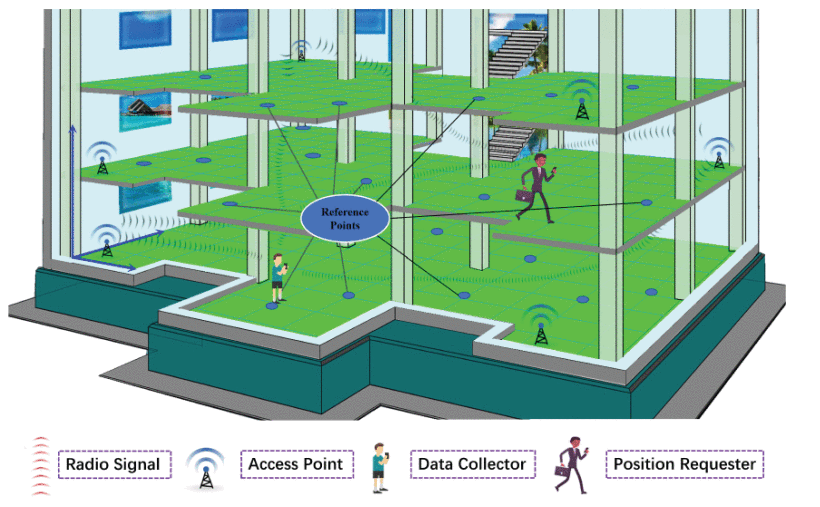 Reference
Points
Radio Signal
Access Point
Data Collector
Position Requester